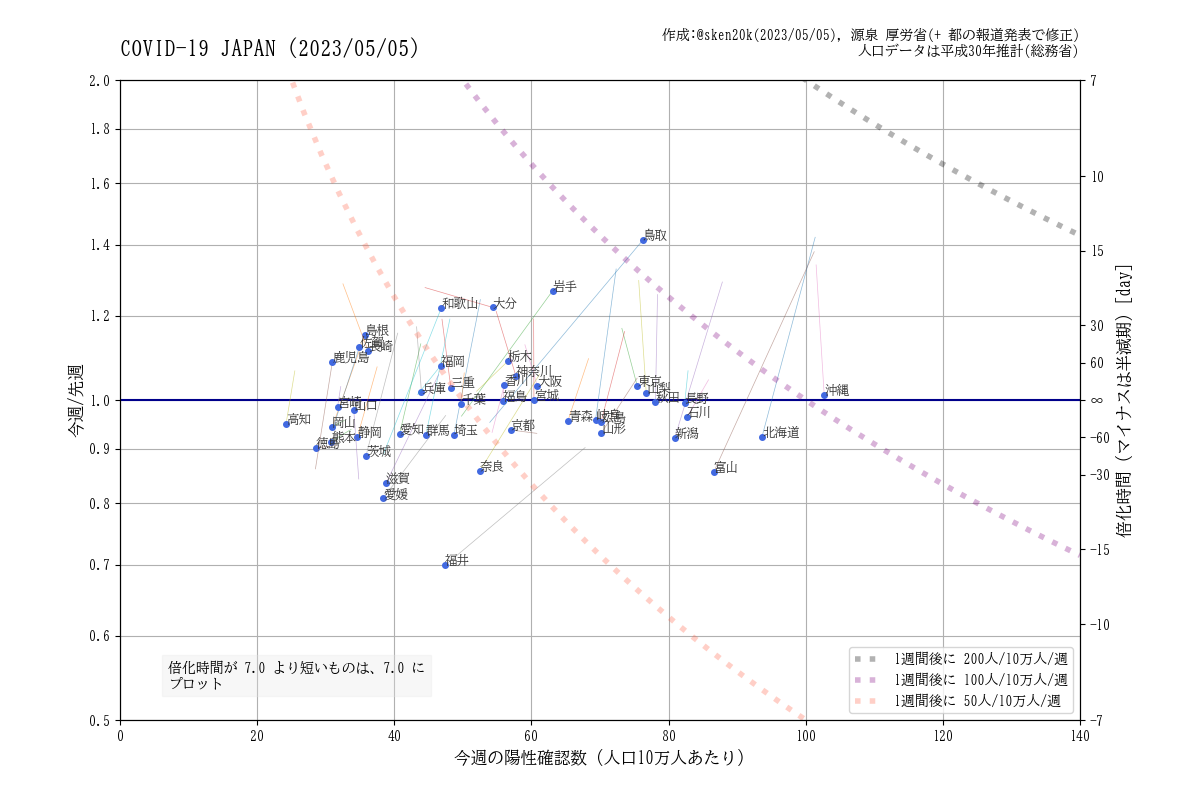 COVID-19 JAPAN (2023/05/05)
作成:@sken20k(2023/05/05), 源泉 厚労省(+ 都の報道発表で修正)
人口データは平成30年推計(総務省)
2.0
1.8
1.6
1.4
1.2
1.0
0.9
0.8
0.7
0.6
0.5
今週/先週
鳥取
岩手
和歌山
大分
島根
佐賀
長崎
鹿児島
福岡
栃木
神奈川
香川
大阪
三重
兵庫
東京
山梨
沖縄
千葉
福島
宮城
秋田
長野
宮崎
山口
石川
高知
岡山
青森
広島
山形
愛知
群馬
埼玉
京都
静岡
熊本
徳島
茨城
新潟
北海道
滋賀
愛媛
奈良
富山
福井
7
10
15
30
60
∞
-60
-30
-15
-10
-7
倍化時間 (マイナスは半減期) [day]
倍化時間が 7.0 より短いものは、7.0 に
プロット
1週間後に 200人/10万人/週
1週間後に 100人/10万人/週
1週間後に 50人/10万人/週
0
20
40
60
80
100
120
140
今週の陽性確認数 (人口10万人あたり)